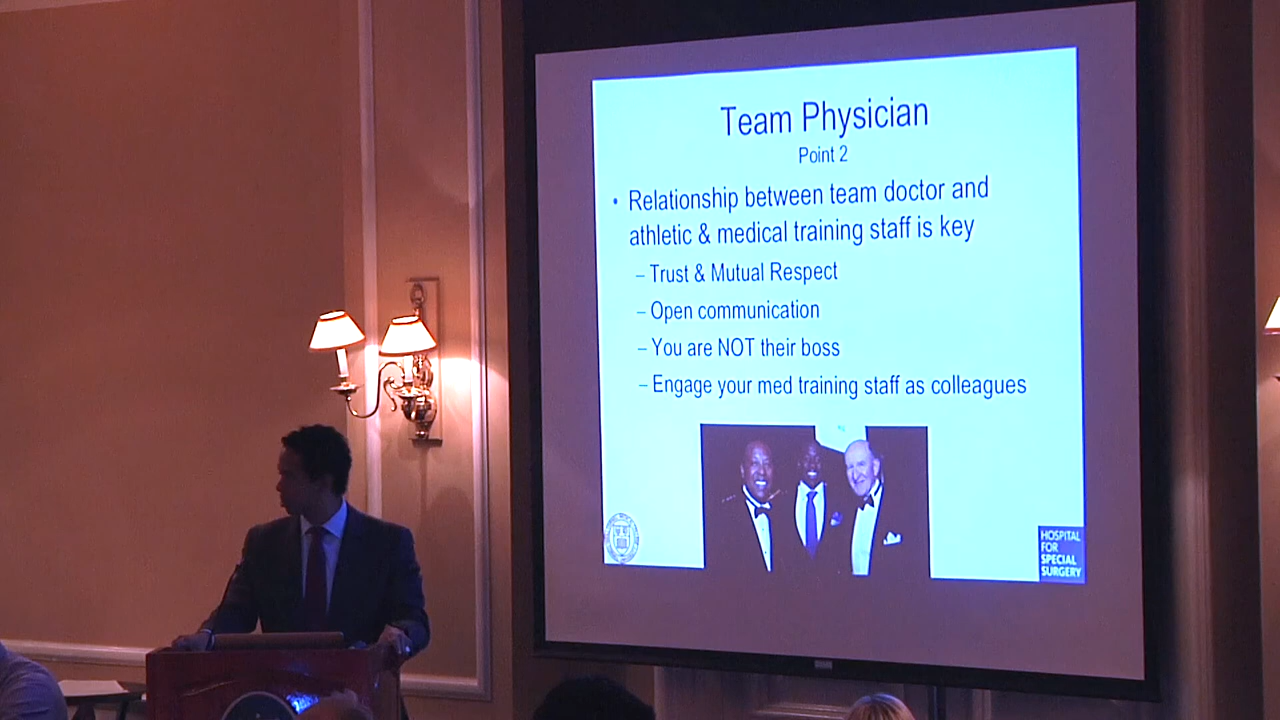 Team Physician
Point 2
• Relationship between team doctor and
athletic & medical training staff is key
– Trust & Mutual Respect
– Open communication
– You are NOT their boss
– Engage your med training staff as colleagues
HOSPITAL
FOR
SPECIAL
SURGERY